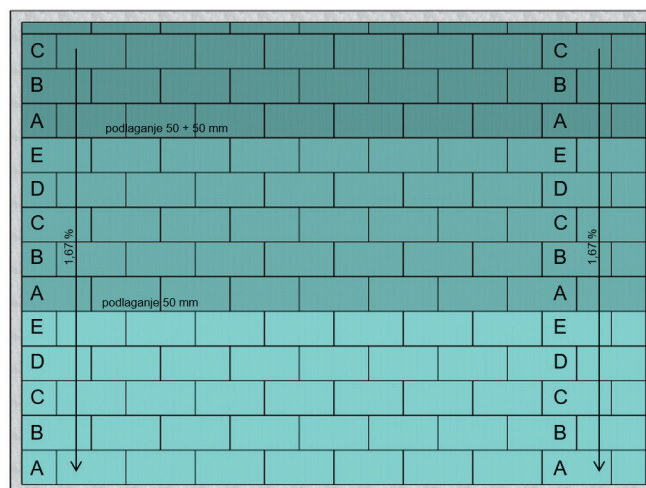 C C
B B
A A
podlaganje 50 + 50 mm
E E
D D
C C
1,67 % 1,67 %
B B
A A
podlaganje 50 mm
E E
D D
C C
B B
A A